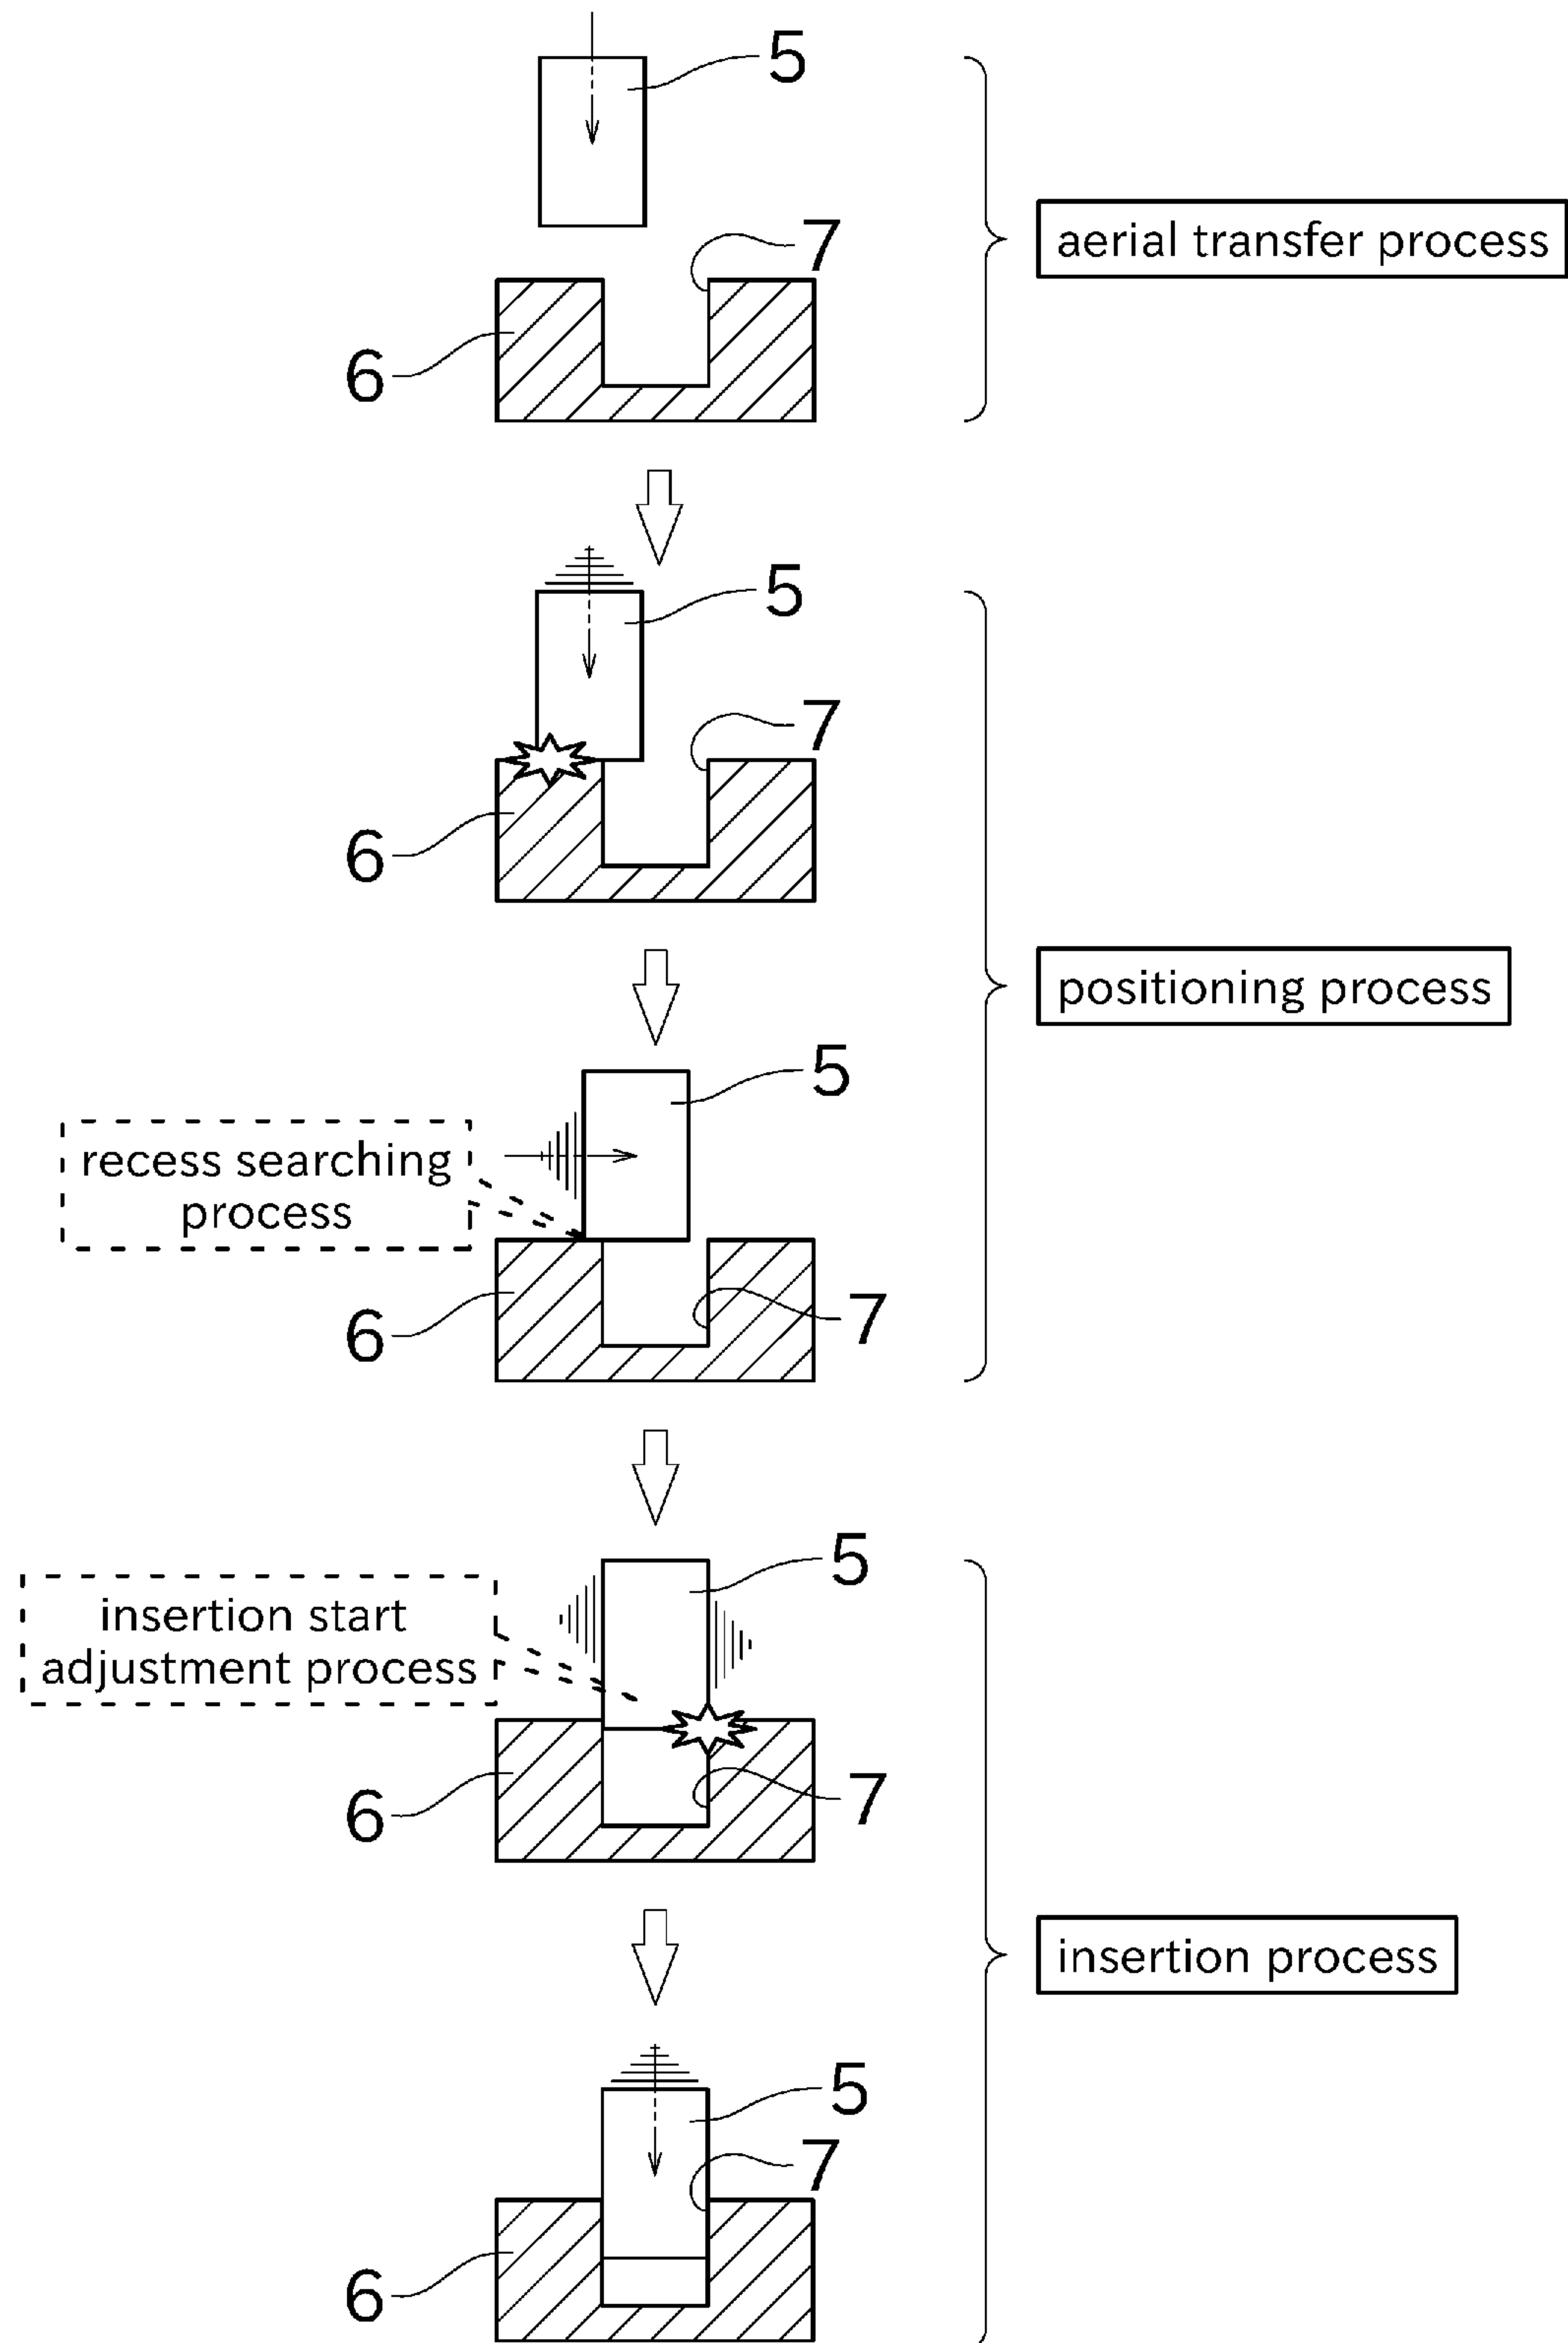 5
7
aerial transfer process
6
5
7
6
positioning process
5
recess searching
process
7
6
5
insertion start
adjustment process
7
6
insertion process
5
7
6